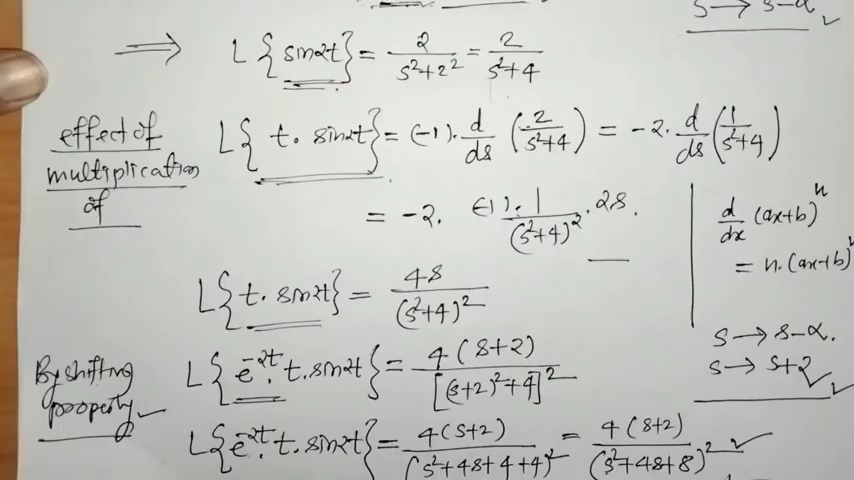 s → s-α ✓
⇒ L{sin2t} = 2/(s²+2²) = 2/(s²+4)
effect of multiplication of
L{t. sin2t} = (-1). d/ds (2/(s²+4)) = -2. d/ds (1/(s²+4))
= -2. (-1). 1/(s²+4)² . 2s.
d/dx (ax+b)ⁿ
= n. (ax+b)
L{t. sin2t} = 4s/(s²+4)²
s → s-α.
s → s+2 ✓✓
By shifting property ✓
L{e⁻²ᵗ. t. sin2t} = 4(s+2)/[(s+2)²+4]²
L{e⁻²ᵗ. t. sin2t} = 4(s+2)/(s²+4s+4+4)² = 4(s+2)/(s²+4s+8)² ✓